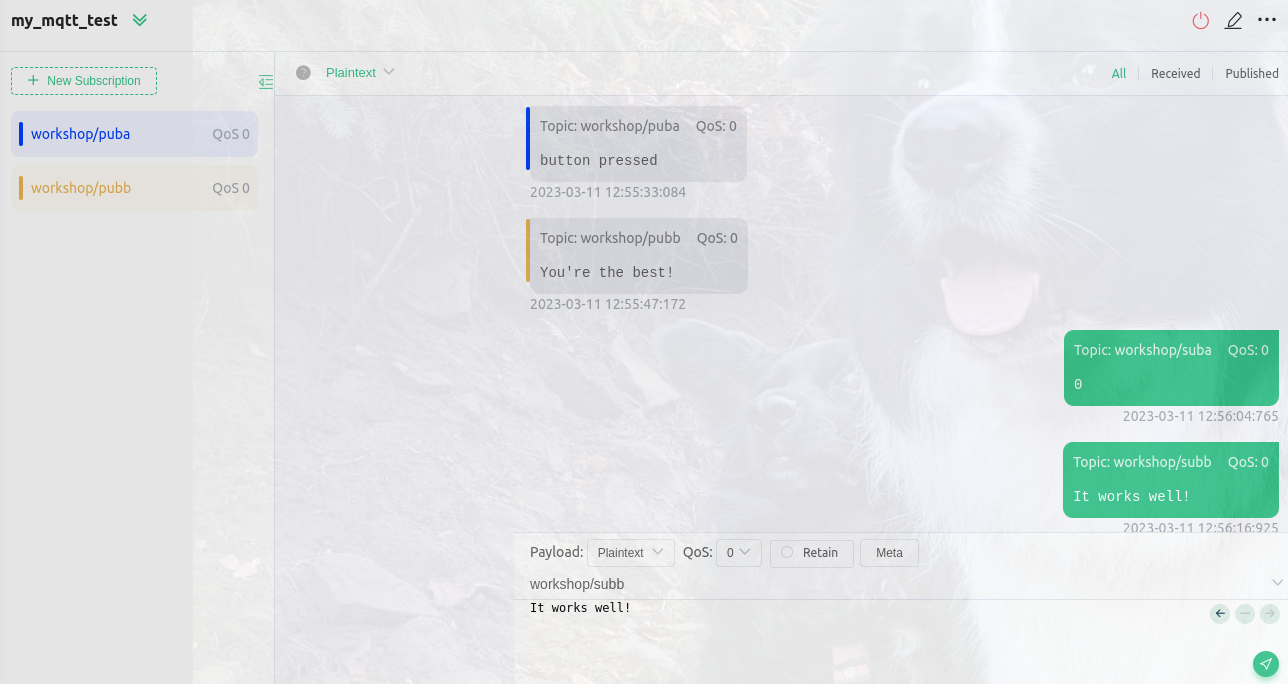 my_mqtt_test
+ New Subscription
workshop/puba QoS 0
workshop/pubb QoS 0
? Plaintext
All Received Published
Topic: workshop/puba QoS: 0
button pressed
2023-03-11 12:55:33:084
Topic: workshop/pubb QoS: 0
You're the best!
2023-03-11 12:55:47:172
Topic: workshop/suba QoS: 0
0
2023-03-11 12:56:04:765
Topic: workshop/subb QoS: 0
It works well!
2023-03-11 12:56:16:925
Payload: Plaintext QoS: 0 Retain Meta
workshop/subb
It works well!